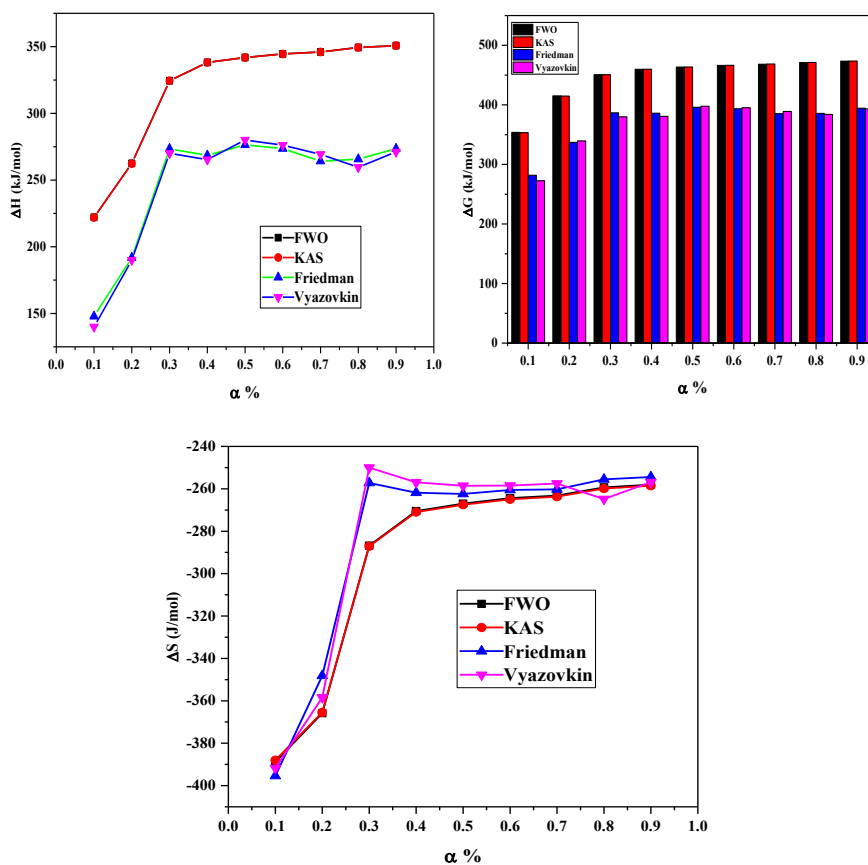 350
300
250
200
150
ΔH (kJ/mol)
FWO
KAS
Friedman
Vyazovkin
0.0 0.1 0.2 0.3 0.4 0.5 0.6 0.7 0.8 0.9 1.0
α %
500
400
300
200
100
0
ΔG (kJ/mol)
FWO
KAS
Friedman
Vyazovkin
0.1 0.2 0.3 0.4 0.5 0.6 0.7 0.8 0.9
α %
-240
-260
-280
-300
-320
-340
-360
-380
-400
ΔS (J/mol)
FWO
KAS
Friedman
Vyazovkin
0.0 0.1 0.2 0.3 0.4 0.5 0.6 0.7 0.8 0.9 1.0
α %